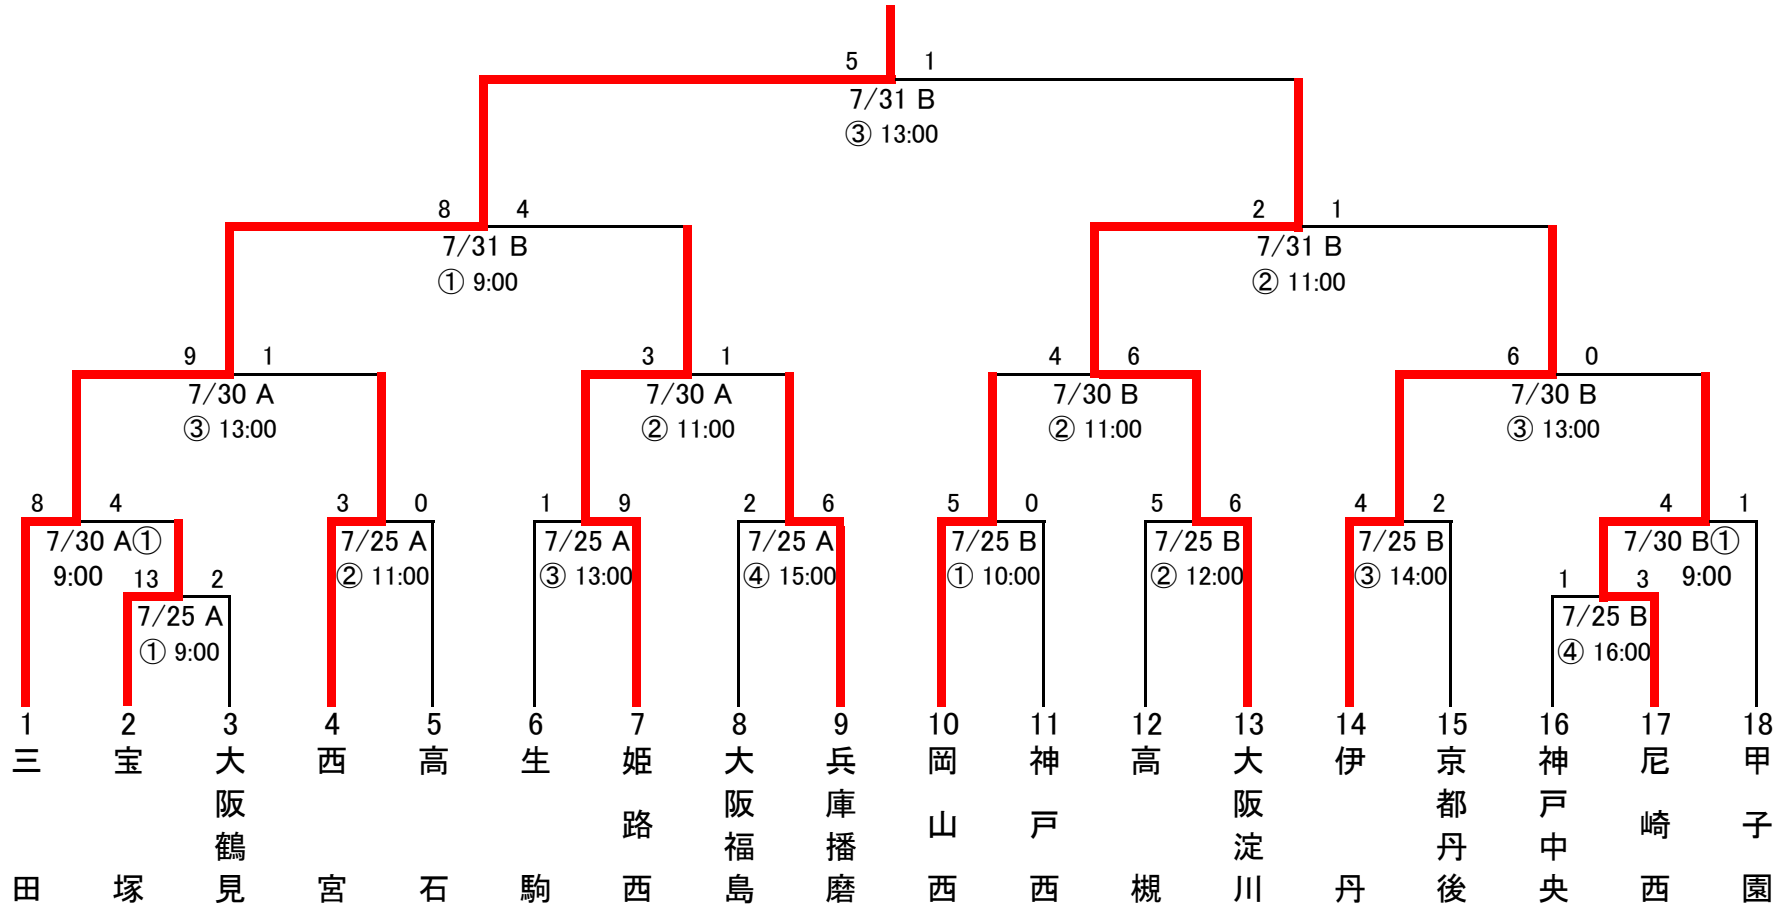 5 1
7/31 B
③ 13:00
8 4 2 1
7/31 B 7/31 B
① 9:00 ② 11:00
9 1 3 1 4 6 6 0
7/30 A 7/30 A 7/30 B 7/30 B
③ 13:00 ② 11:00 ② 11:00 ③ 13:00
8 4 3 0 1 9 2 6 5 0 5 6 4 2 4 1
7/30 A① 7/25 A 7/25 A 7/25 A 7/25 B 7/25 B 7/25 B 7/30 B①
9:00 ② 11:00 ③ 13:00 ④ 15:00 ① 10:00 ② 12:00 ③ 14:00 9:00
13 2 1 3
7/25 A 7/25 B
① 9:00 ④ 16:00
1 2 3 4 5 6 7 8 9 10 11 12 13 14 15 16 17 18
三田
宝塚
大阪鶴見
西宮
高石
生駒
姫路西
大阪福島
兵庫播磨
岡山西
神戸西
高槻
大阪淀川
伊丹
京都丹後
神戸中央
尼崎西
甲子園